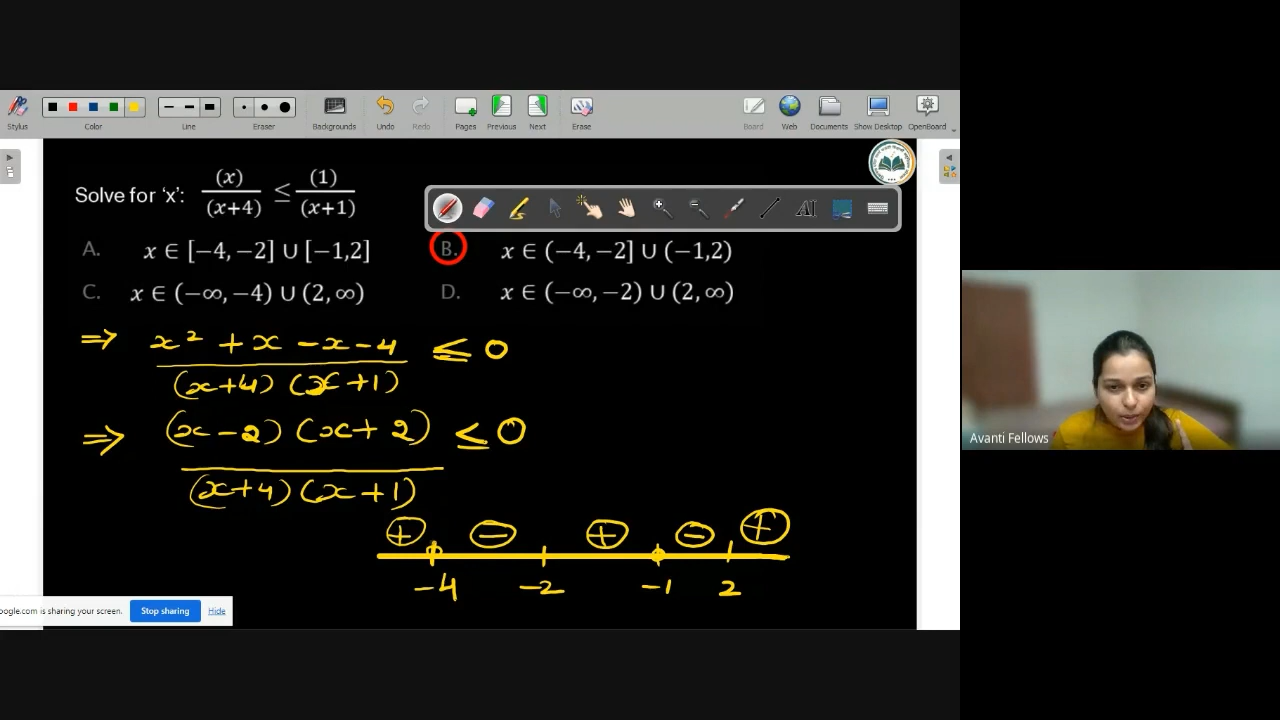 Color Line Eraser
Stylus Backgrounds Undo Redo Pages Previous Next Erase Board Web Documents Show Desktop OpenBoard
Solve for ‘x’: (x)/(x+4) ≤ (1)/(x+1)
A. x ∈ [−4, −2] ∪ [−1,2]
B. x ∈ (−4, −2] ∪ (−1,2)
C. x ∈ (−∞, −4) ∪ (2, ∞)
D. x ∈ (−∞, −2) ∪ (2, ∞)
⇒ x² + x − x − 4 ≤ 0
(x+4) (x+1)
⇒ (x − 2) (x + 2) ≤ 0
(x+4) (x+1)
+ − + − +
−4 −2 −1 2
oogle.com is sharing your screen. Stop sharing Hide
Avanti Fellows